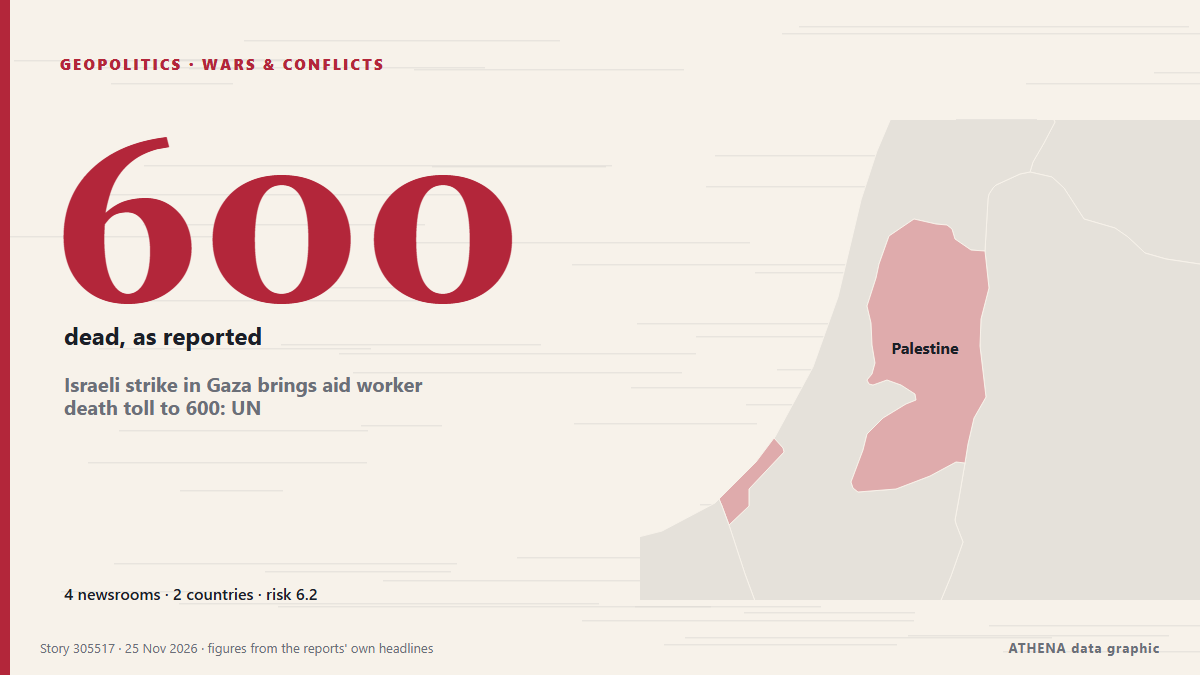 GEOPOLITICS · WARS & CONFLICTS
600
dead, as reported
Israeli strike in Gaza brings aid worker
death toll to 600: UN
Palestine
4 newsrooms · 2 countries · risk 6.2
Story 305517 · 25 Nov 2026 · figures from the reports' own headlines
ATHENA data graphic